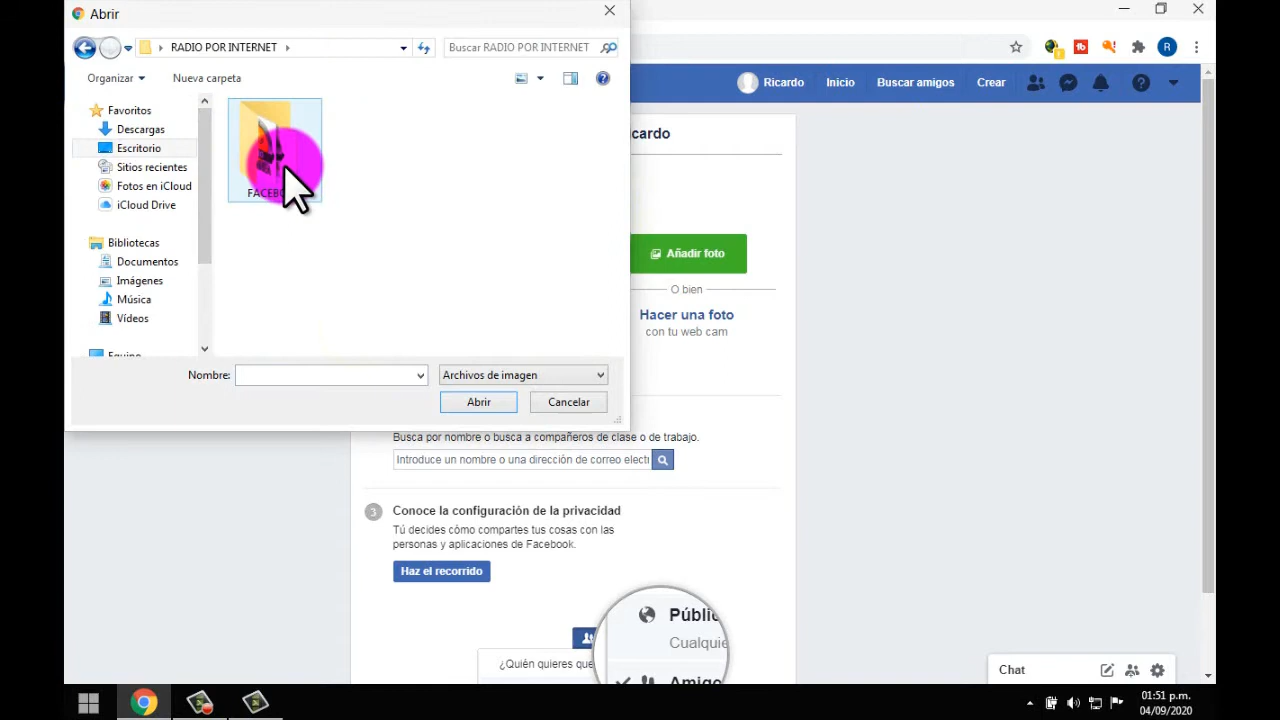 Abrir
RADIO POR INTERNET
Buscar RADIO POR INTERNET
Organizar
Nueva carpeta
Favoritos
Descargas
Escritorio
Sitios recientes
Fotos en iCloud
iCloud Drive
Bibliotecas
Documentos
Imágenes
Música
Vídeos
Equipo
Nombre:
Archivos de imagen
Abrir
Cancelar
R
Ricardo
Inicio
Buscar amigos
Crear
Añadir foto
O bien
Hacer una foto
con tu web cam
Busca por nombre o busca a compañeros de clase o de trabajo.
Introduce un nombre o una dirección de correo electr
3
Conoce la configuración de la privacidad
Tú decides cómo compartes tus cosas con las
personas y aplicaciones de Facebook.
Haz el recorrido
¿Quién quieres que
Chat
01:51 p.m.
04/09/2020